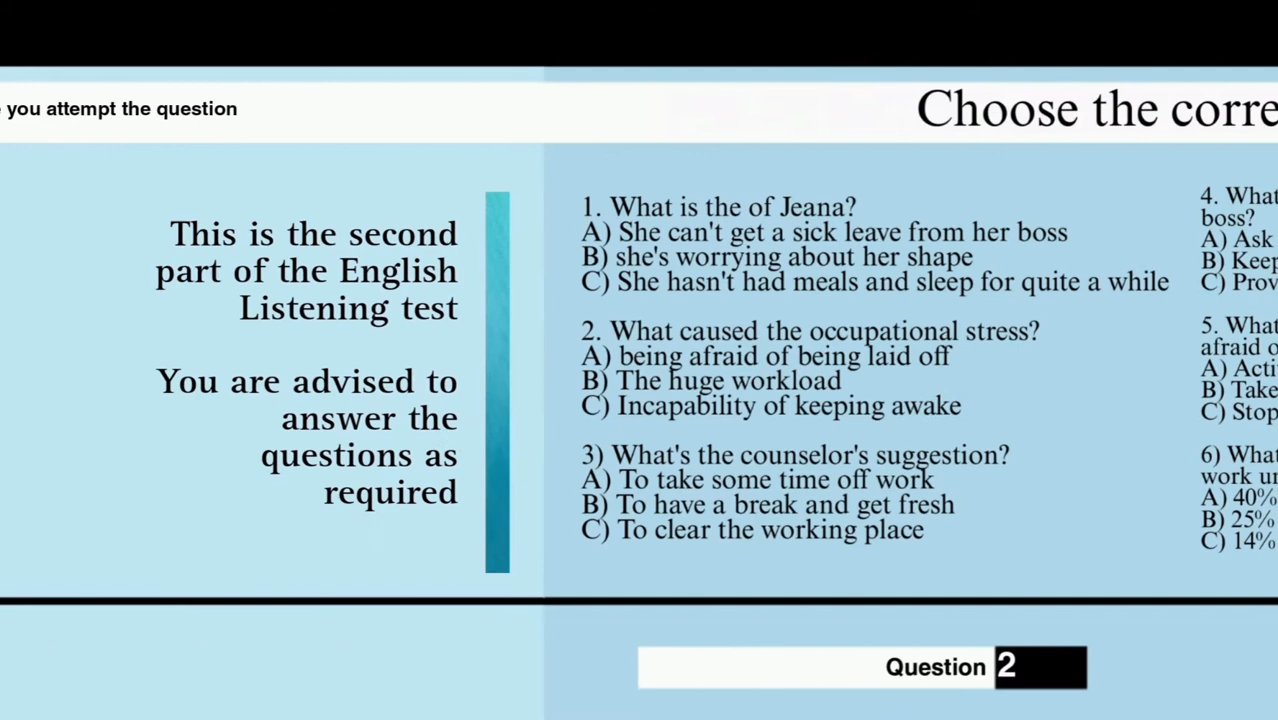 you attempt the question
Choose the corre
This is the second
part of the English
Listening test
You are advised to
answer the
questions as
required
1. What is the of Jeana?
A) She can't get a sick leave from her boss
B) she's worrying about her shape
C) She hasn't had meals and sleep for quite a while
2. What caused the occupational stress?
A) being afraid of being laid off
B) The huge workload
C) Incapability of keeping awake
3) What's the counselor's suggestion?
A) To take some time off work
B) To have a break and get fresh
C) To clear the working place
4. What
boss?
A) Ask
B) Keep
C) Prov
5. What
afraid o
A) Acti
B) Take
C) Stop
6) What
work un
A) 40%
B) 25%
C) 14%
Question 2